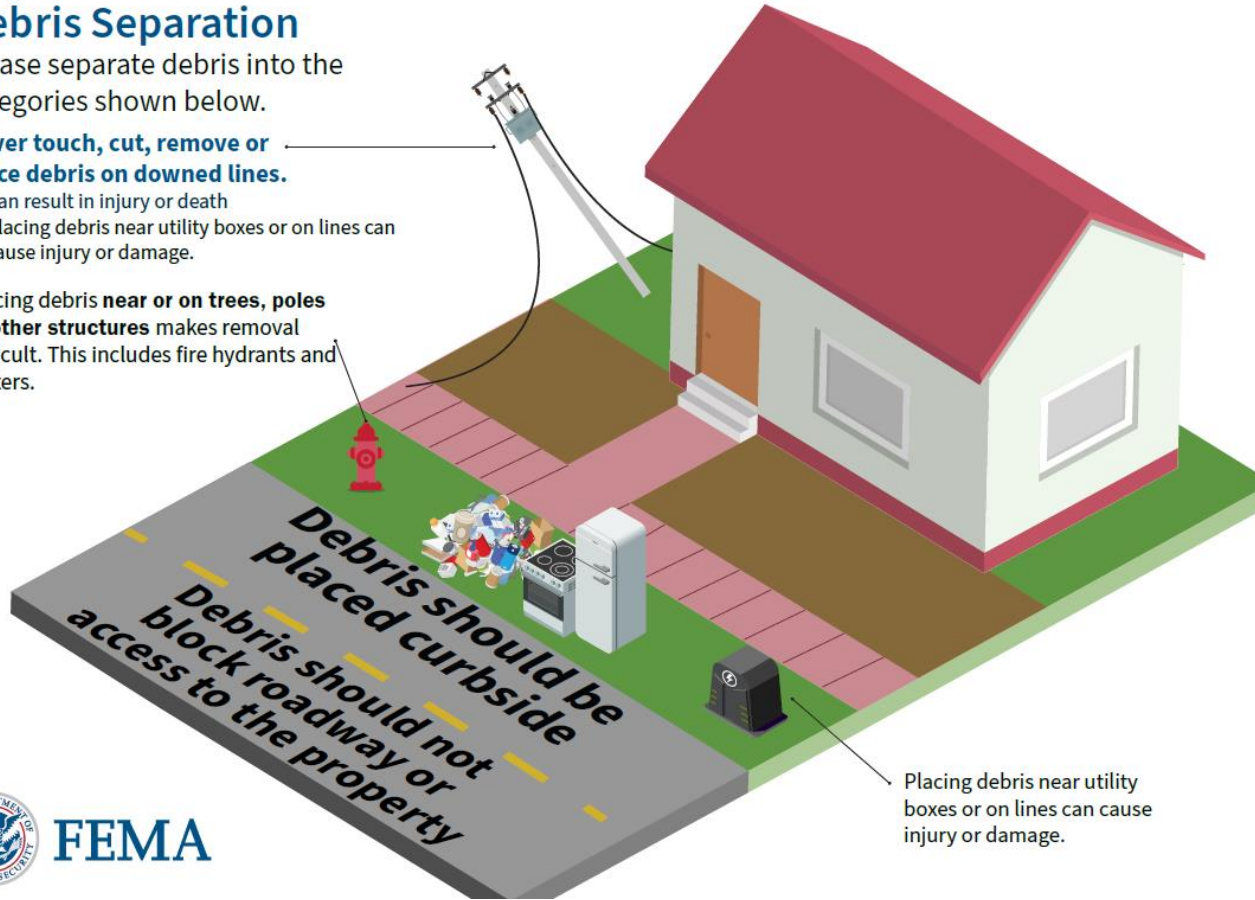 ebris Separation
ase separate debris into the
egories shown below.
ver touch, cut, remove or
ce debris on downed lines.
an result in injury or death
lacing debris near utility boxes or on lines can
ause injury or damage.
cing debris near or on trees, poles
other structures makes removal
cult. This includes fire hydrants and
ters.
Debris should be
placed curbside
Debris should not
block roadway or
access to the property
Placing debris near utility
boxes or on lines can cause
injury or damage.
FEMA